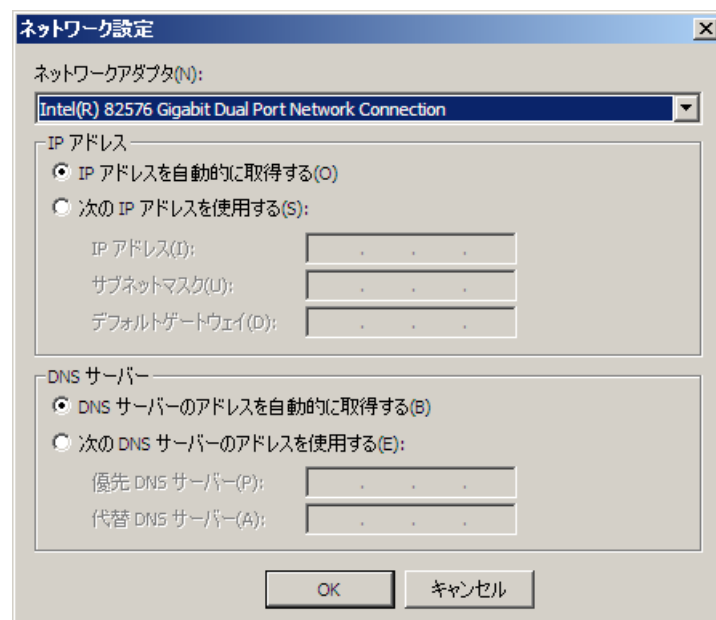 ネットワーク設定
ネットワークアダプタ(N):
Intel(R) 82576 Gigabit Dual Port Network Connection
IP アドレス
IP アドレスを自動的に取得する(O)
次の IP アドレスを使用する(S):
IP アドレス(I):
サブネットマスク(U):
デフォルトゲートウェイ(D):
DNS サーバー
DNS サーバーのアドレスを自動的に取得する(B)
次の DNS サーバーのアドレスを使用する(E):
優先 DNS サーバー(P):
代替 DNS サーバー(A):
OK キャンセル